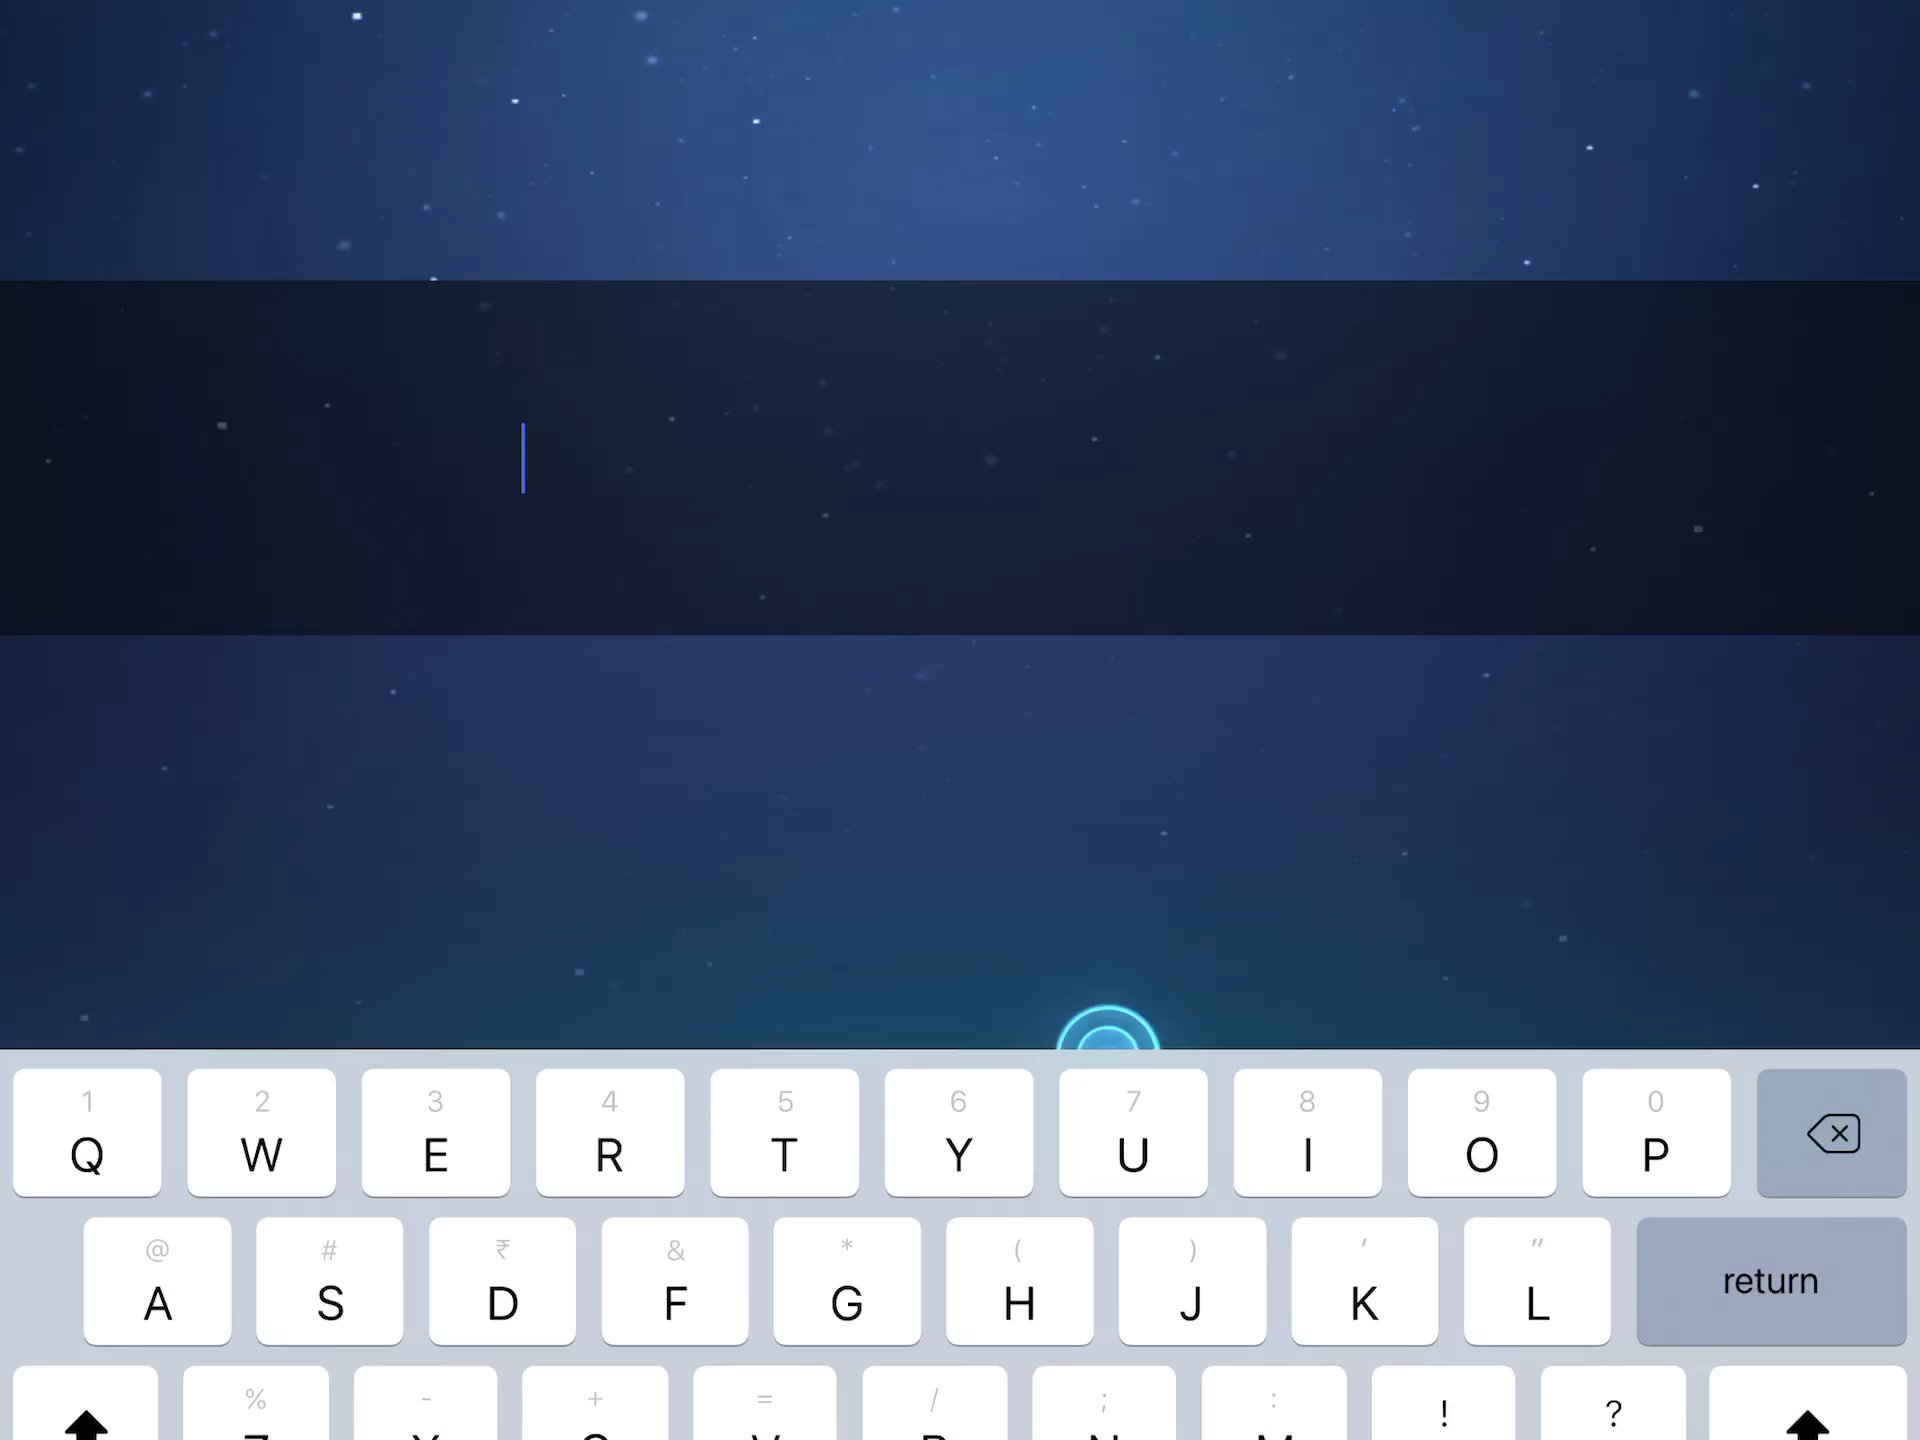 1 2 3 4 5 6 7 8 9 0
Q W E R T Y U I O P
@ # ₹ & * ( ) ' "
A S D F G H J K L return
% - + = / ; : ! ?
Z X C V B N M